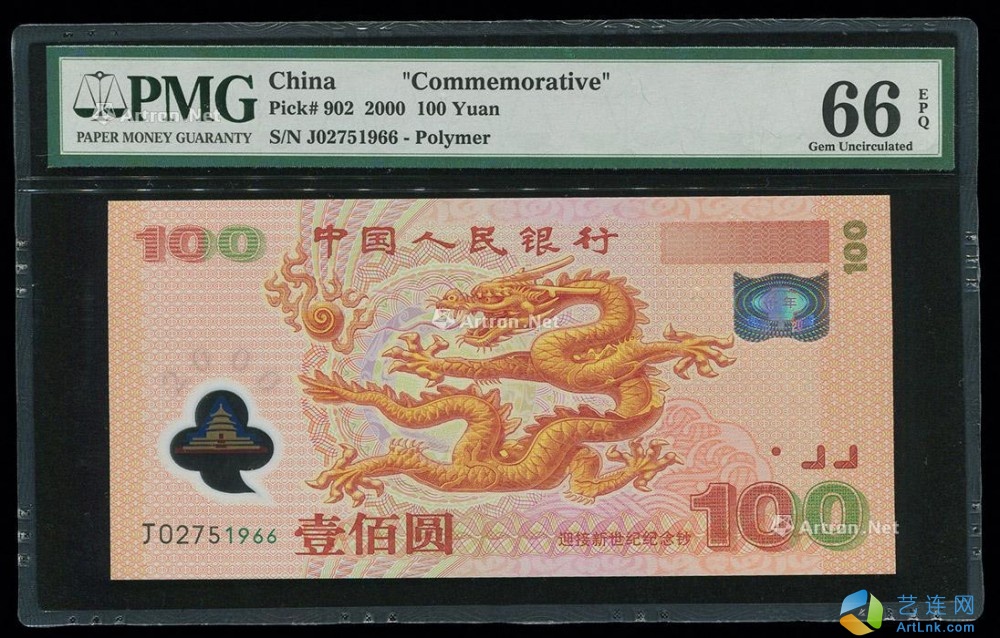 PMG
PAPER MONEY GUARANTY
China "Commemorative"
Pick# 902 2000 100 Yuan
S/N J02751966 - Polymer
66
EPQ
Gem Uncirculated
Artron.Net
100
中国人民银行
100
Artron.Net
2000
J02751966
壹佰圆
迎接新世纪纪念钞
100
Artron.Net
艺连网
ArtLnk.com